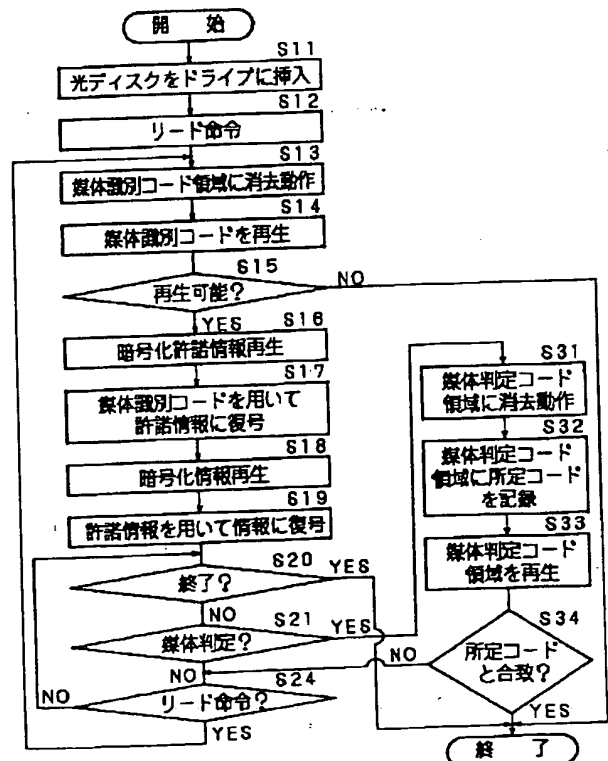 開 始
S11
光ディスクをドライブに挿入
S12
リード命令
S13
媒体識別コード領域に消去動作
S14
媒体識別コードを再生
S15
再生可能?
NO
YES
S16
暗号化許諾情報再生
S17
媒体識別コードを用いて
許諾情報に復号
S18
暗号化情報再生
S19
許諾情報を用いて情報に復号
S20
終了?
YES
NO
S21
媒体判定?
YES
NO
S24
リード命令?
NO
YES
S31
媒体判定コード
領域に消去動作
S32
媒体判定コード
領域に所定コード
を記録
S33
媒体判定コード
領域を再生
S34
所定コード
と合致?
NO
YES
終 了